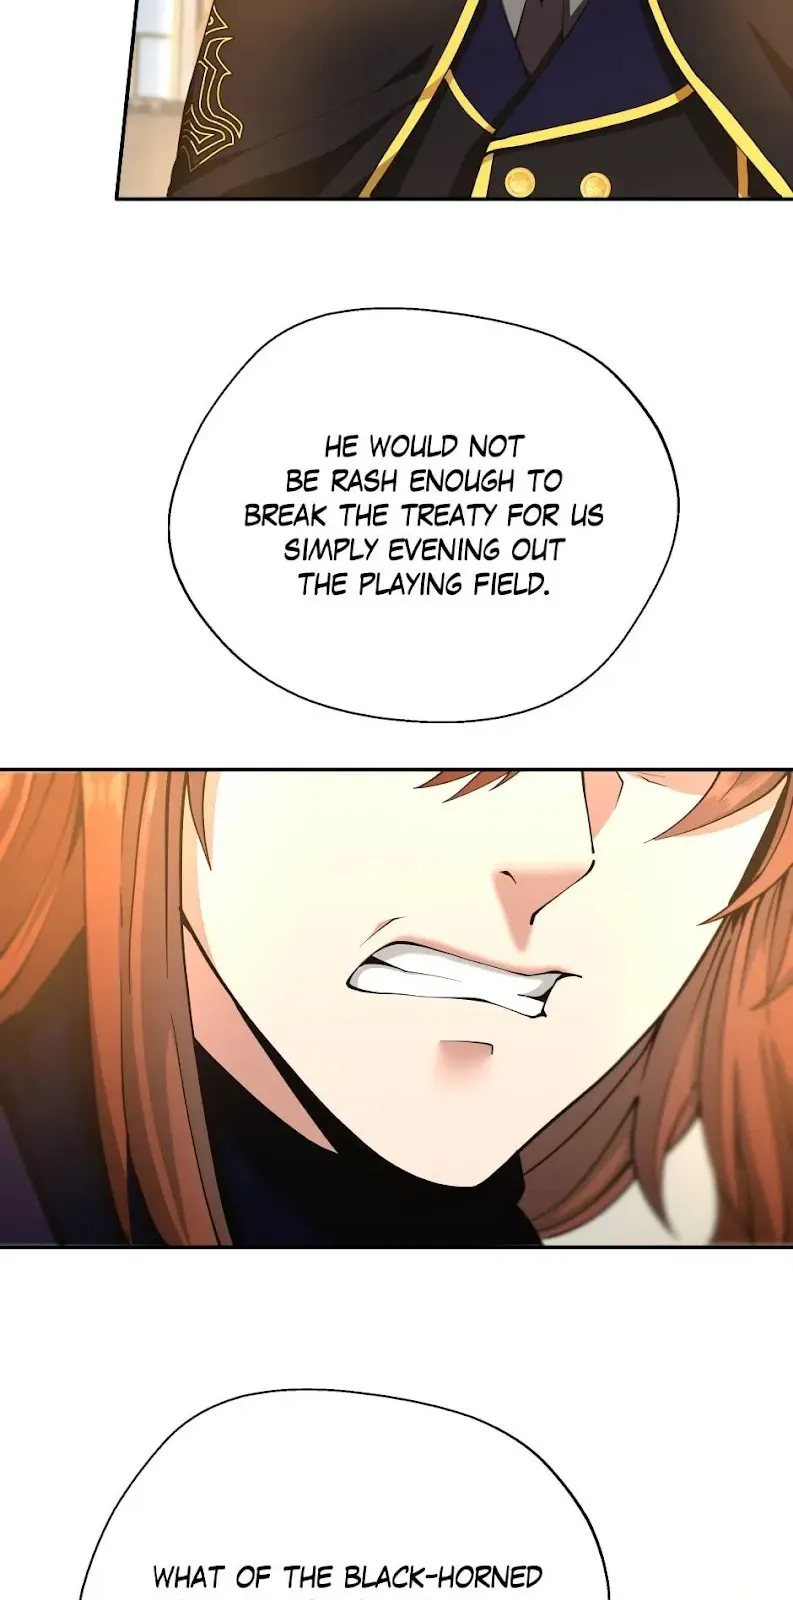 HE WOULD NOT
BE RASH ENOUGH TO
BREAK THE TREATY FOR US
SIMPLY EVENING OUT
THE PLAYING FIELD.
WHAT OF THE BLACK-HORNED